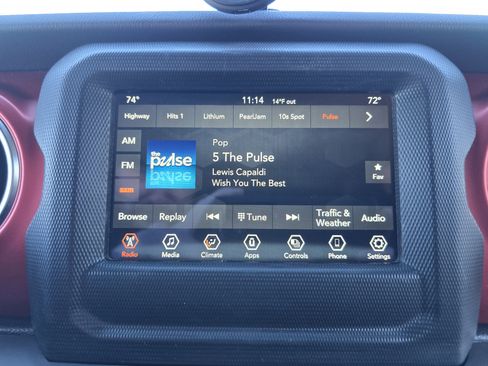 74° 11:14 14°F out 72°
Highway Hits 1 Lithium PearlJam 10s Spot Pulse
AM
FM
sxm
the
pulse
Pop
5 The Pulse
Lewis Capaldi
Wish You The Best
Fav
Browse Replay Tune Traffic &
Weather Audio
Radio Media Climate Apps Controls Phone Settings